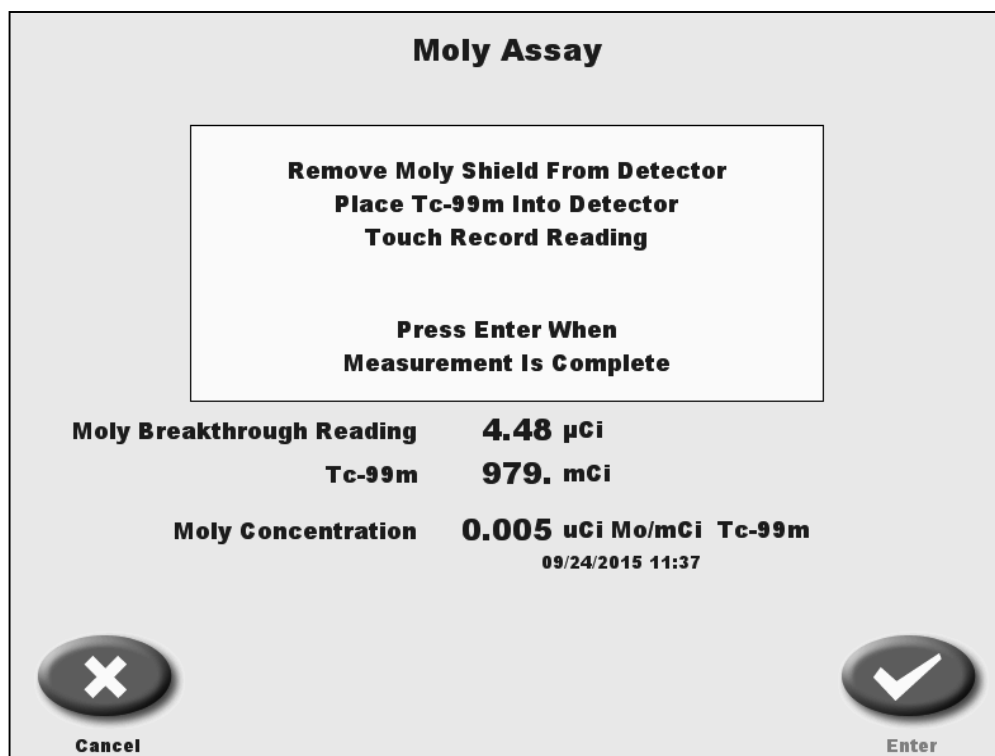 Moly Assay
Remove Moly Shield From Detector
Place Tc-99m Into Detector
Touch Record Reading
Press Enter When
Measurement Is Complete
Moly Breakthrough Reading 4.48 µCi
Tc-99m 979. mCi
Moly Concentration 0.005 uCi Mo/mCi Tc-99m
09/24/2015 11:37
Cancel
Enter